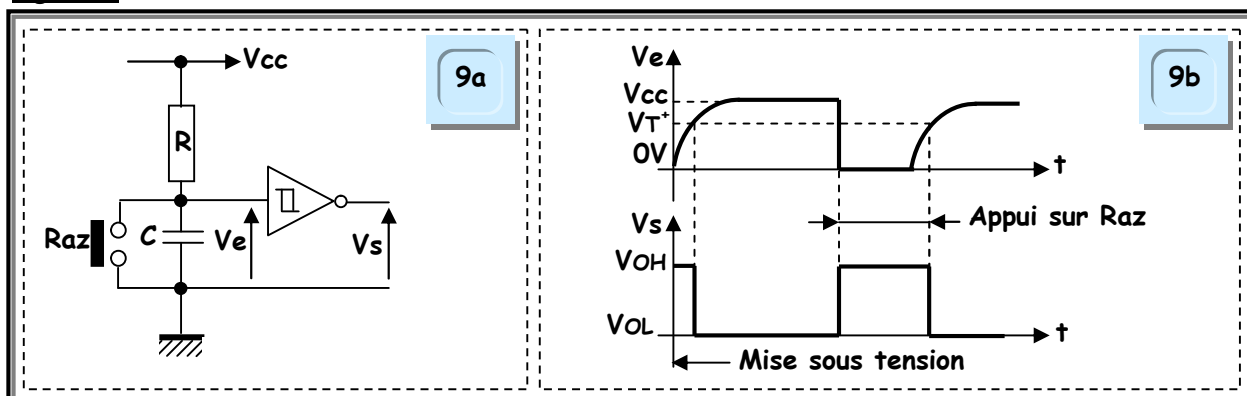 Vcc
9a
R
Raz
C
Ve
Vs
9b
Ve
Vcc
VT+
0V
t
Vs
Appui sur Raz
VOH
VOL
t
Mise sous tension